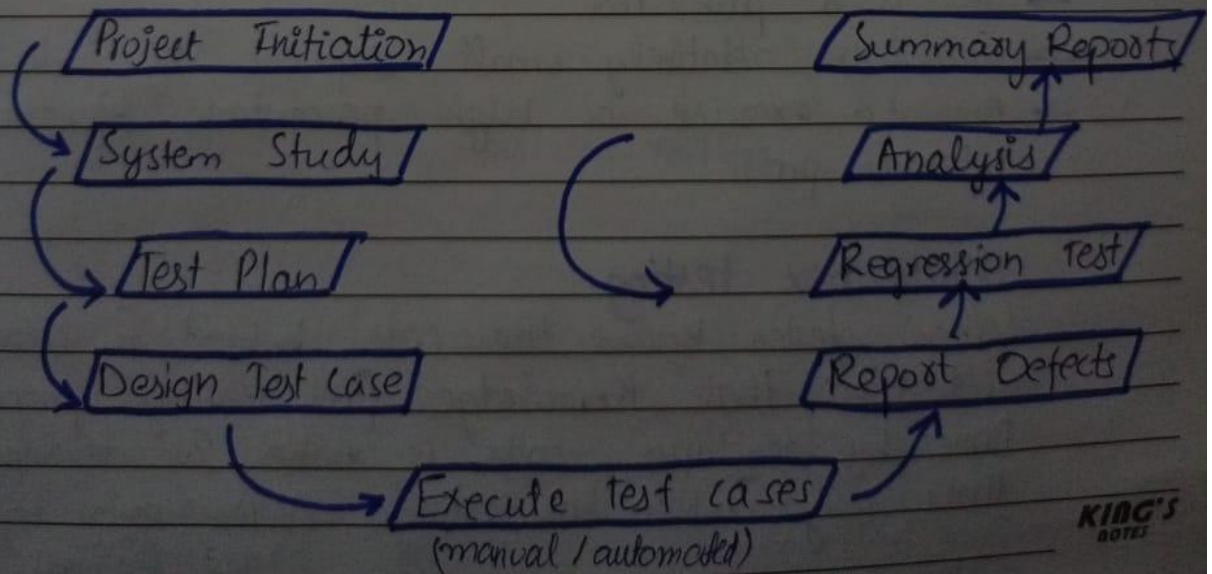 Project Initiation
System Study
Test Plan
Design Test Case
Execute test cases
(manual / automated)
Report Defects
Regression Test
Analysis
Summary Reports
KING'S
NOTES